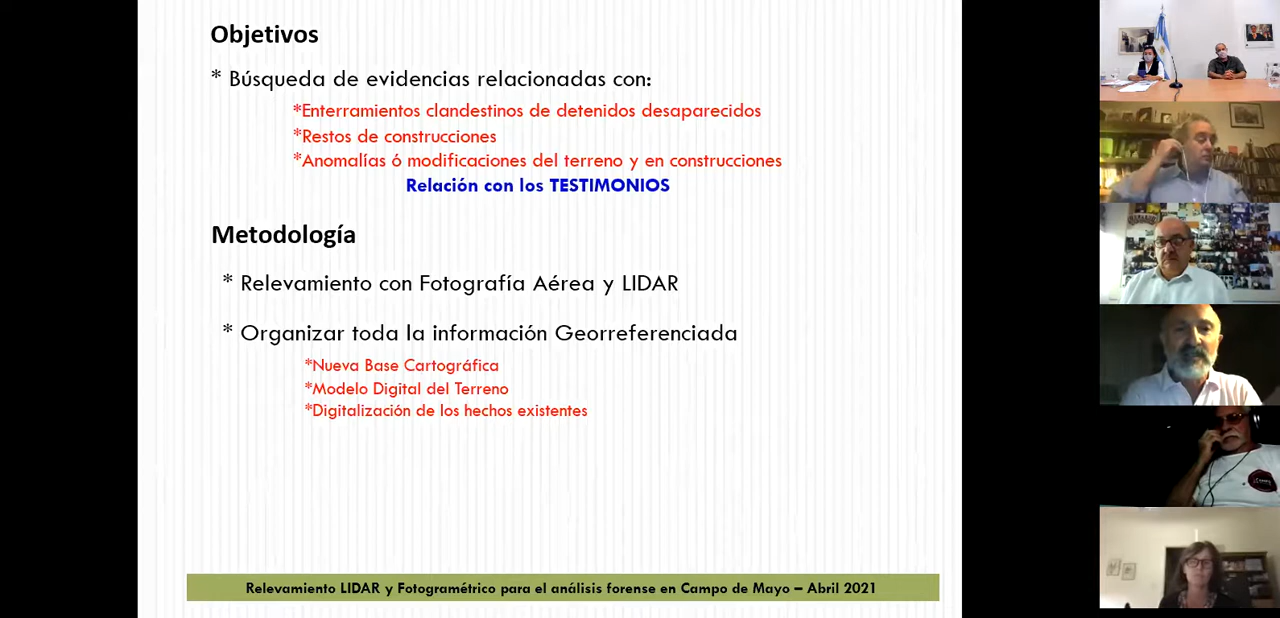 Objetivos
* Búsqueda de evidencias relacionadas con:
*Enterramientos clandestinos de detenidos desaparecidos
*Restos de construcciones
*Anomalías ó modificaciones del terreno y en construcciones
Relación con los TESTIMONIOS
Metodología
* Relevamiento con Fotografía Aérea y LIDAR
* Organizar toda la información Georreferenciada
*Nueva Base Cartográfica
*Modelo Digital del Terreno
*Digitalización de los hechos existentes
Relevamiento LIDAR y Fotogramétrico para el análisis forense en Campo de Mayo – Abril 2021